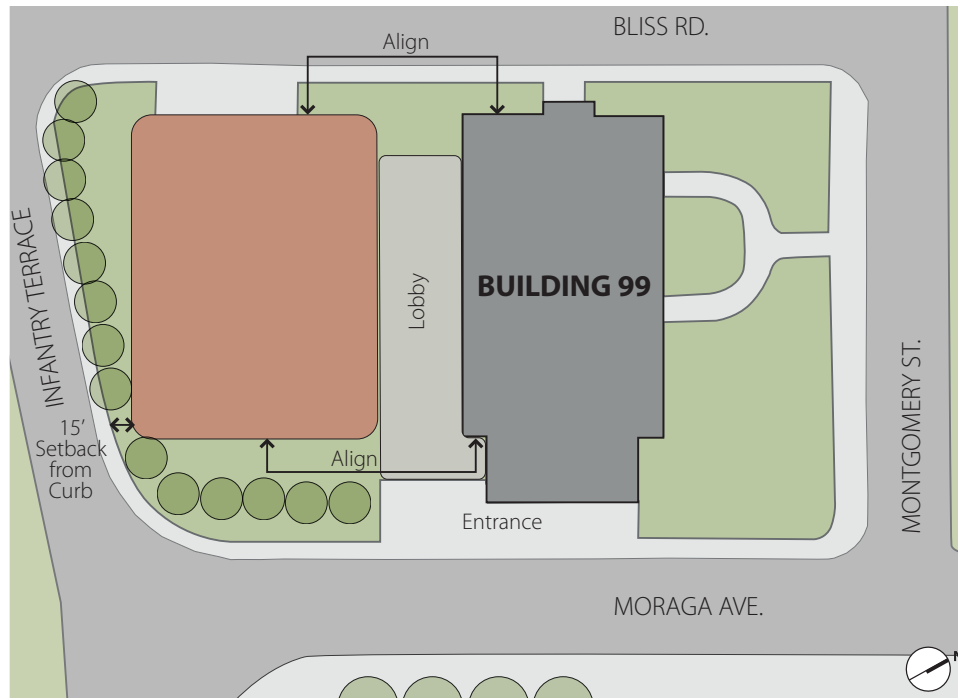 BLISS RD.
Align
INFANTRY TERRACE
Lobby
BUILDING 99
MONTGOMERY ST.
15’
Setback
from
Curb
Align
Entrance
MORAGA AVE.
N